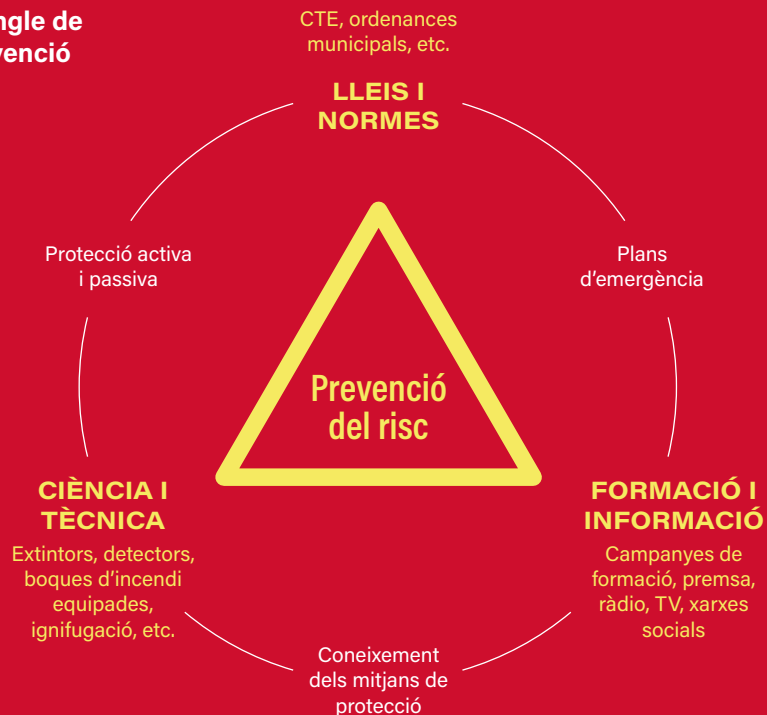 ngle de
venció
CTE, ordenances
municipals, etc.
LLEIS I
NORMES
Protecció activa
i passiva
Plans
d'emergència
Prevenció
del risc
CIÈNCIA I
TÈCNICA
Extintors, detectors,
boques d'incendi
equipades,
ignifugació, etc.
FORMACIÓ I
INFORMACIÓ
Campanyes de
formació, premsa,
ràdio, TV, xarxes
socials
Coneixement
dels mitjans de
protecció